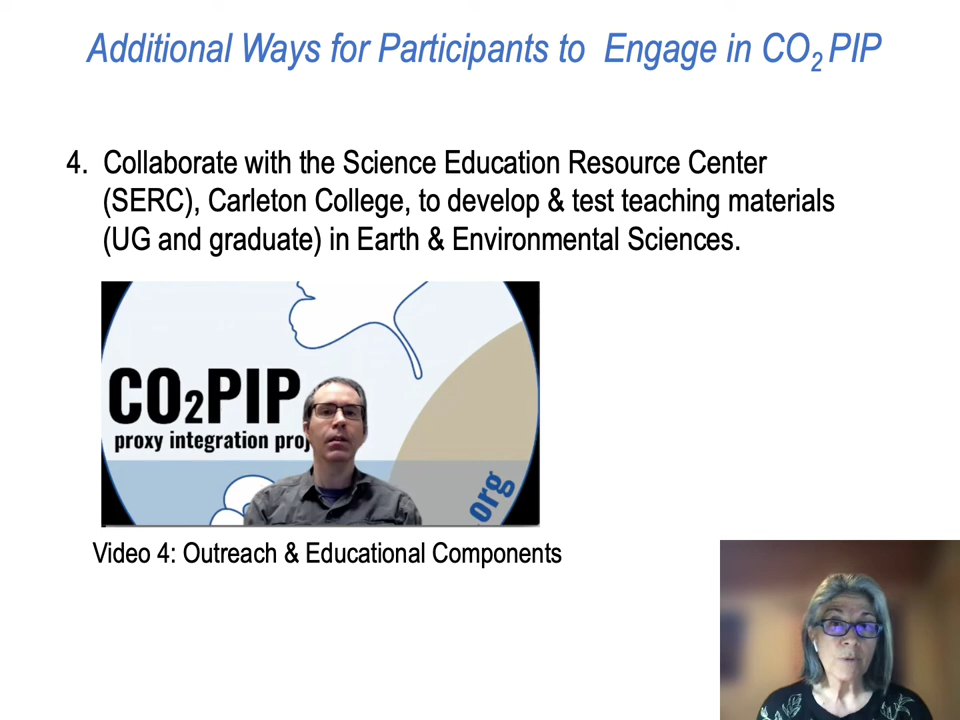 Additional Ways for Participants to Engage in CO₂ PIP
4. Collaborate with the Science Education Resource Center
(SERC), Carleton College, to develop & test teaching materials
(UG and graduate) in Earth & Environmental Sciences.
CO₂PIP
proxy integration proj
.org
Video 4: Outreach & Educational Components